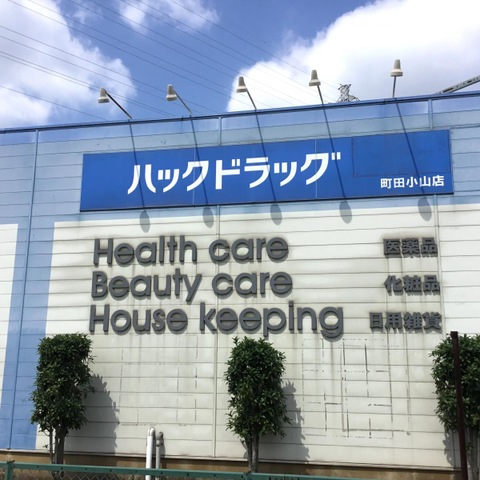 ハックドラッグ
町田小山店
Health care 医薬品
Beauty care 化粧品
House keeping 日用雑貨